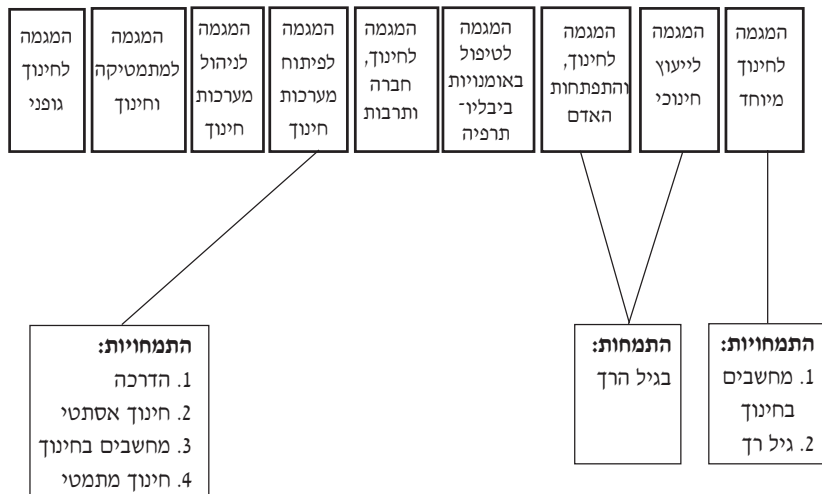 המגמה
לחינוך
מיוחד
המגמה
לייעוץ
חינוכי
המגמה
לחינוך,
והתפתחות
האדם
המגמה
לטיפול
באומנויות
ביבליו־
תרפיה
המגמה
לחינוך,
חברה
ותרבות
המגמה
לפיתוח
מערכות
חינוך
המגמה
לניהול
מערכות
חינוך
המגמה
למתמטיקה
וחינוך
המגמה
לחינוך
גופני
התמחויות:
1. מחשבים
בחינוך
2. גיל רך
התמחות:
בגיל הרך
התמחויות:
1. הדרכה
2. חינוך אסתטי
3. מחשבים בחינוך
4. חינוך מתמטי